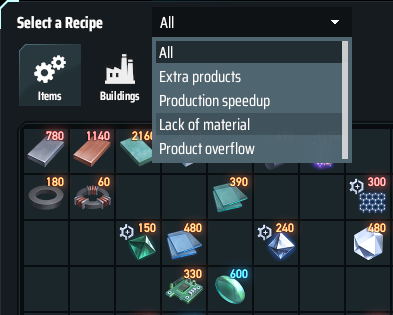 Select a Recipe
All
All
Extra products
Production speedup
Lack of material
Product overflow
Items
Buildings
780 1140 2160
180 60 390 300
150 480 240 480
330 600